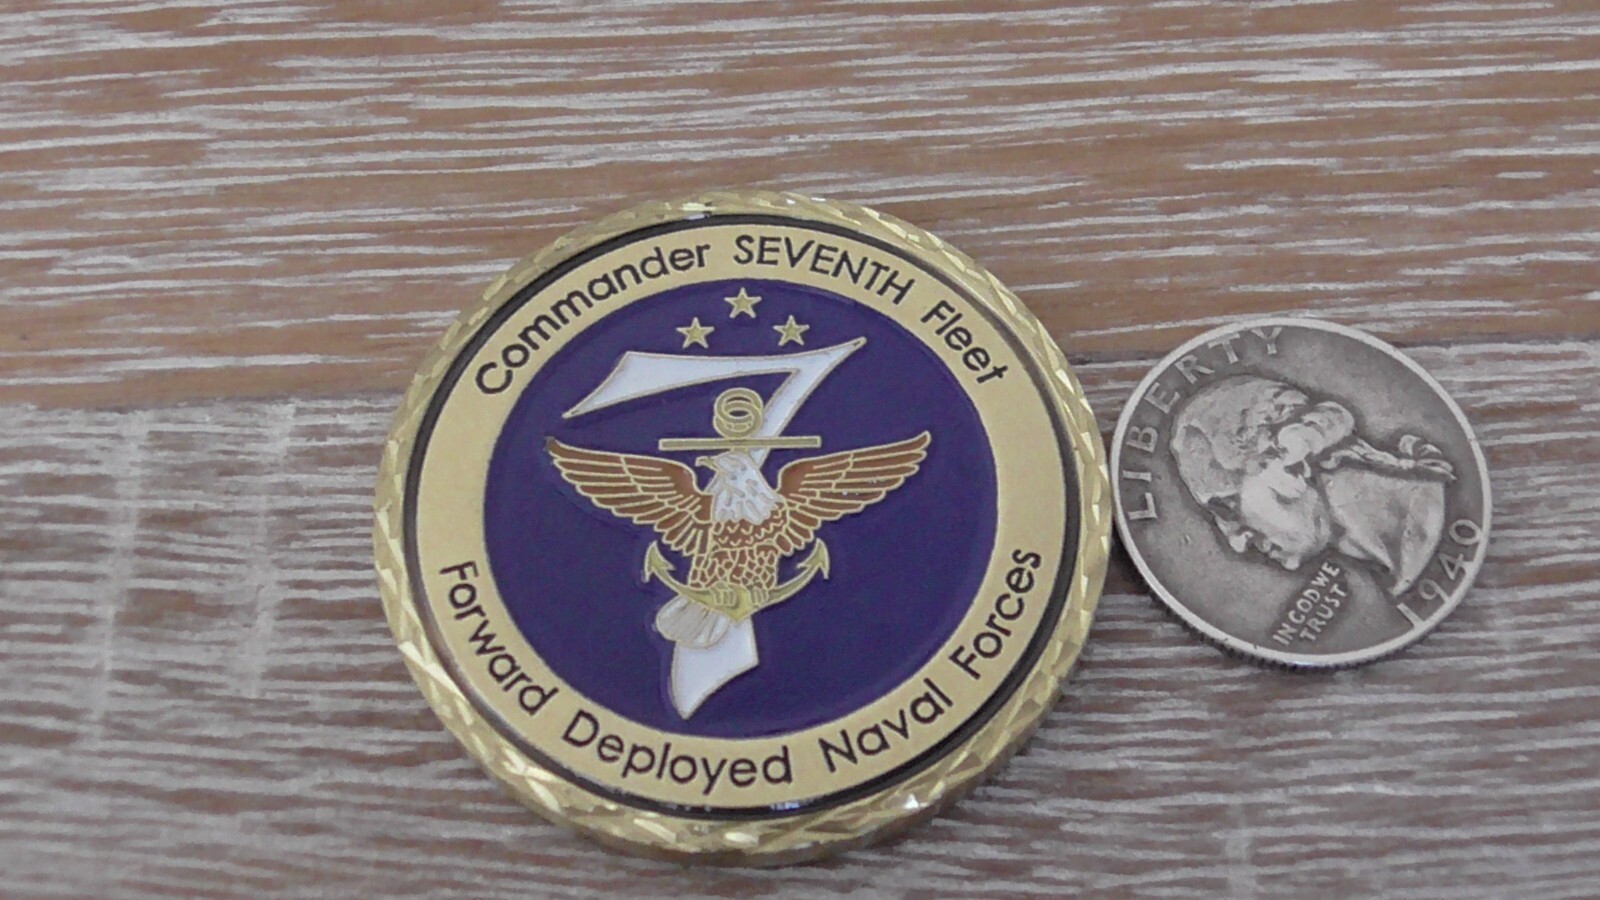 Commander SEVENTH Fleet
7
Forward Deployed Naval Forces
LIBERTY
IN GOD WE
TRUST
1940